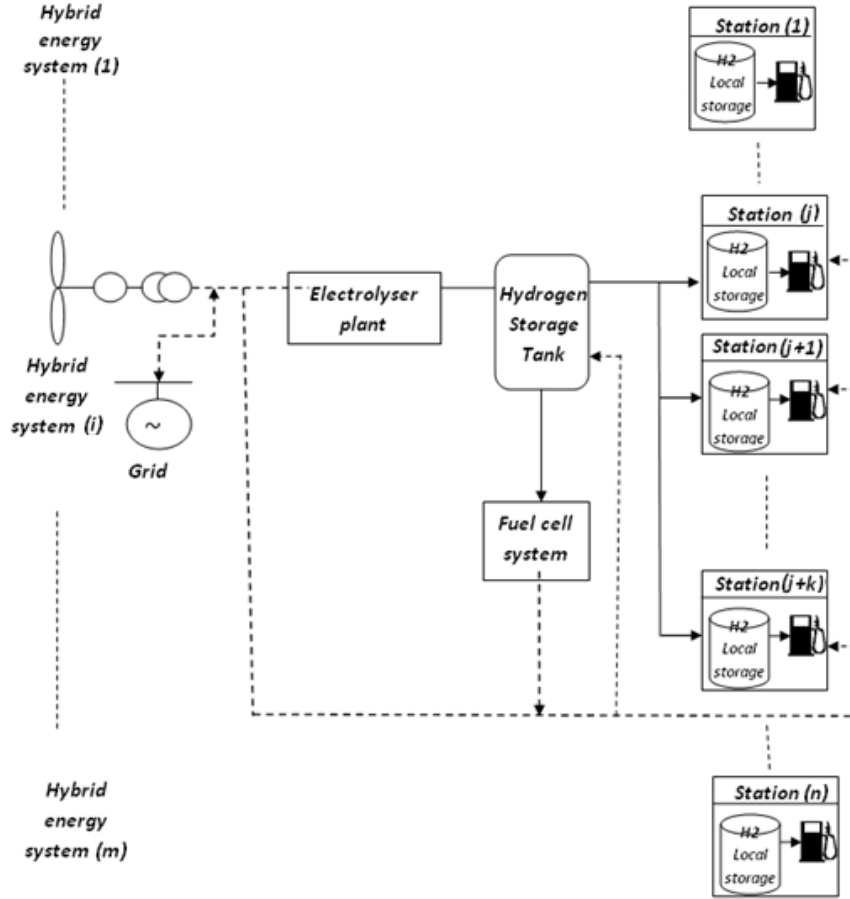 Hybrid
energy
system (1)
Station (1)
H2
Local
storage
Station (j)
H2
Local
storage
Electrolyser
plant
Hydrogen
Storage
Tank
Station(j+1)
H2
Local
storage
Hybrid
energy
system (i)
~
Grid
Fuel cell
system
Station(j+k)
H2
Local
storage
Hybrid
energy
system (m)
Station (n)
H2
Local
storage